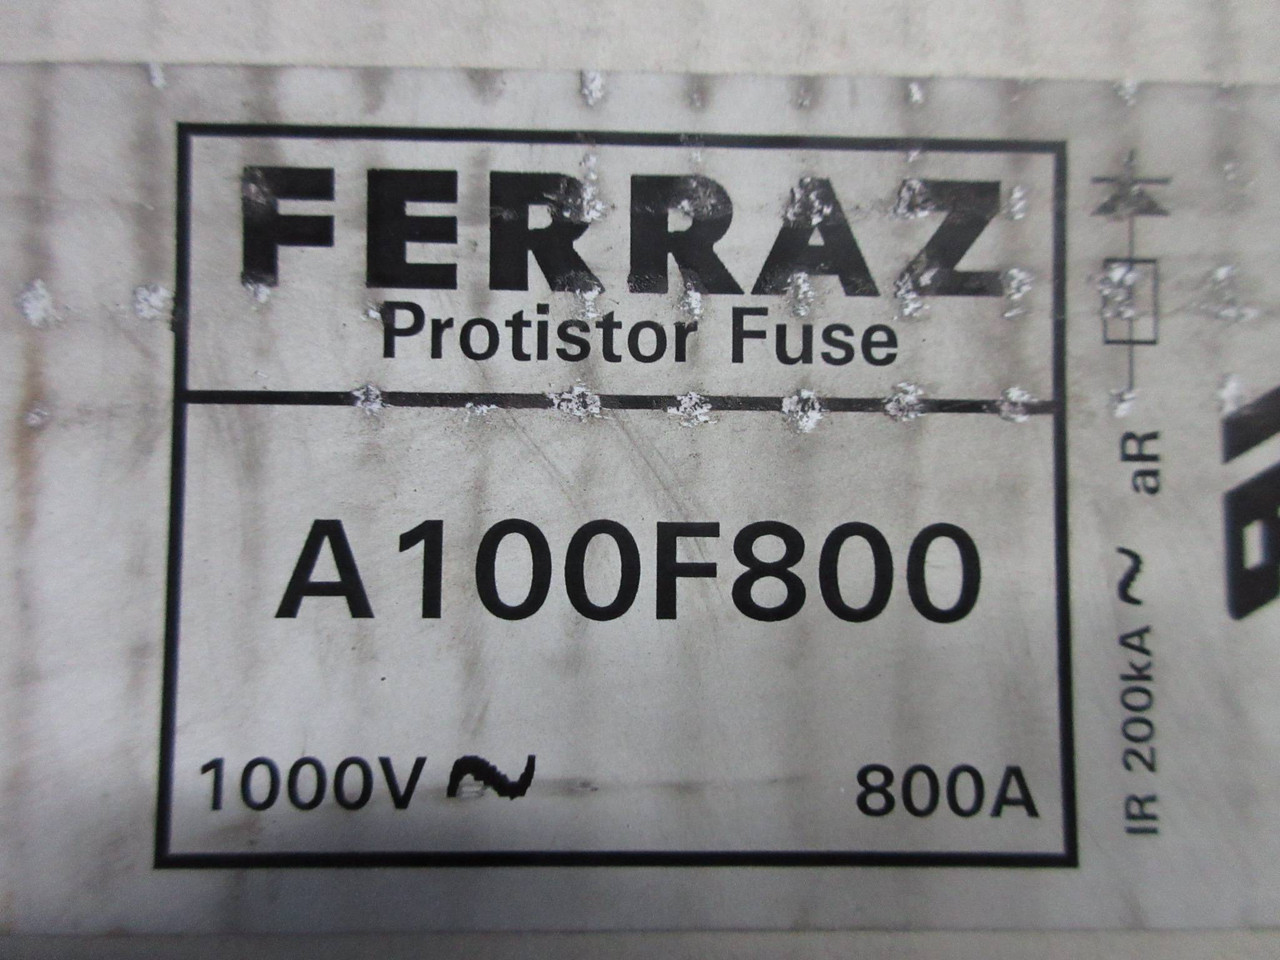 FERRAZ
Protistor Fuse
A100F800
1000V ~
800A
IR 200kA ~ aR